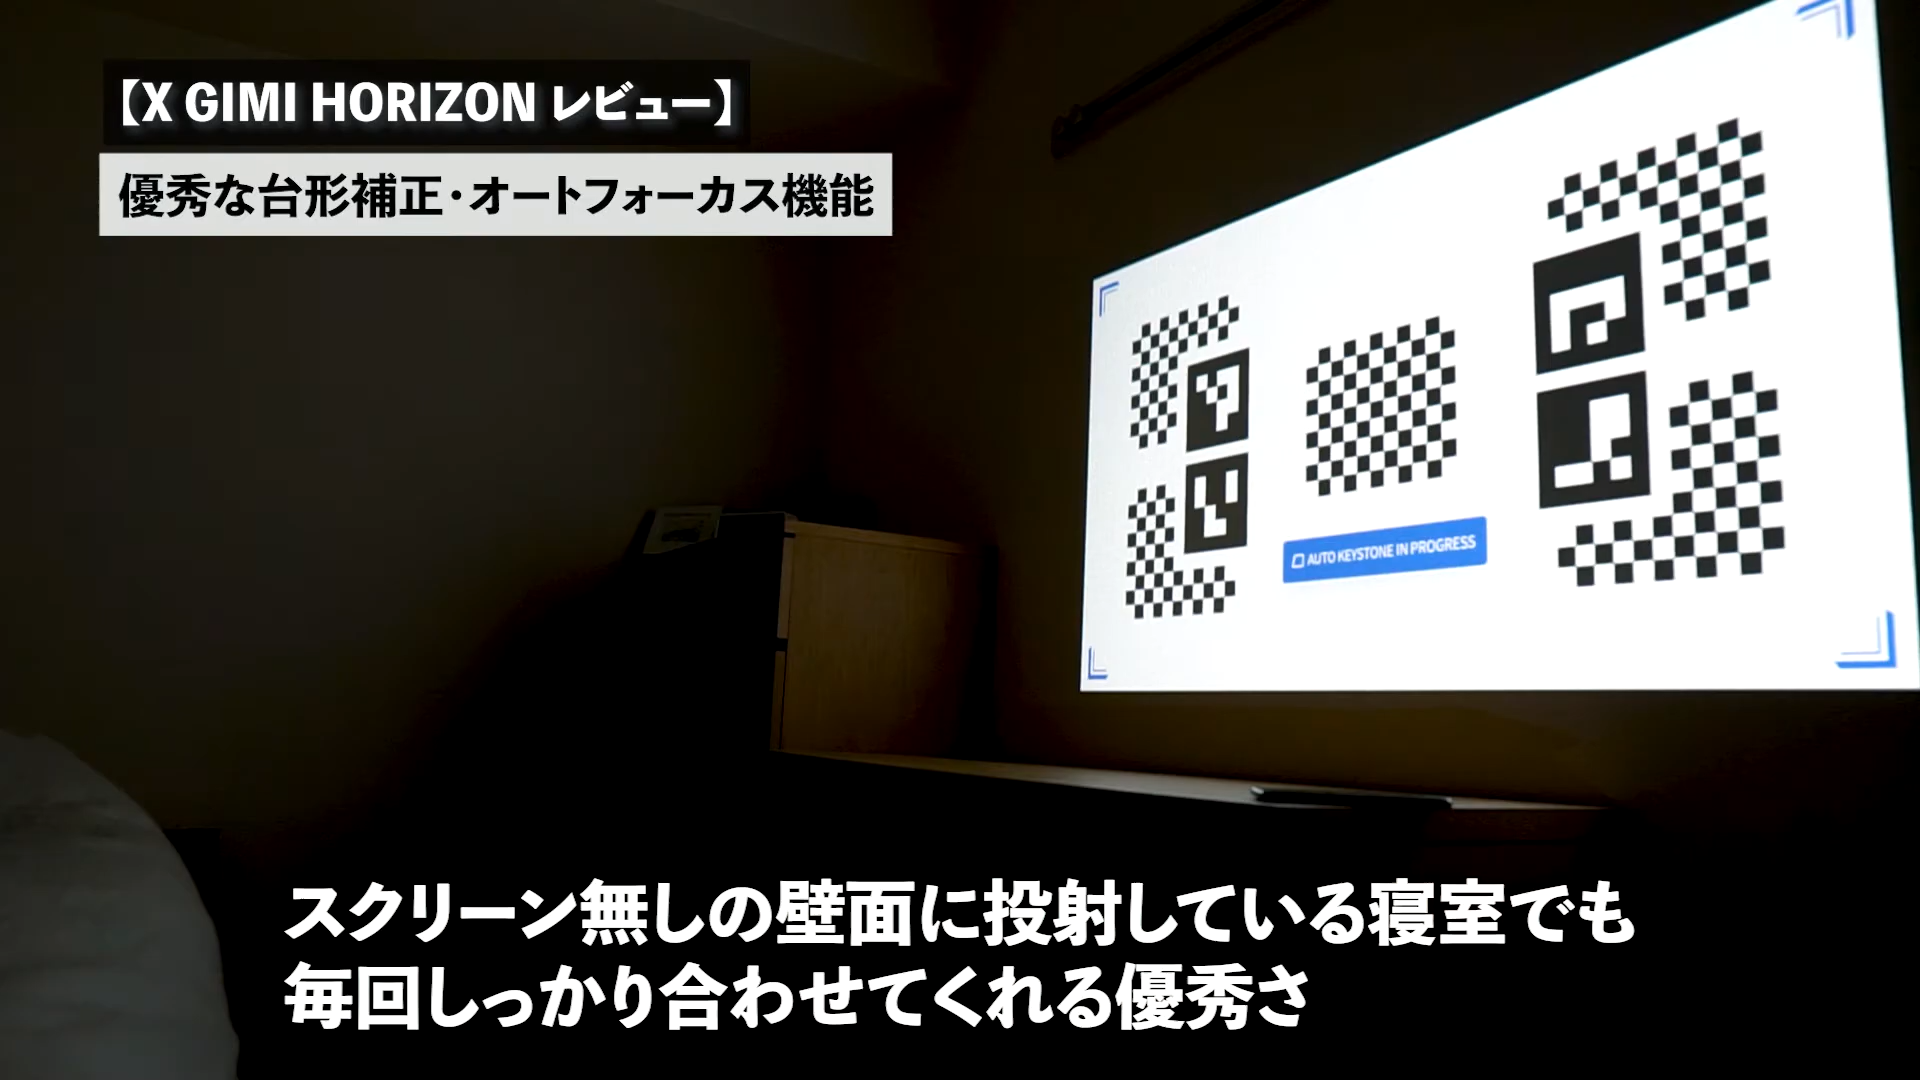 【X GIMI HORIZON レビュー】
優秀な台形補正・オートフォーカス機能
AUTO KEYSTONE IN PROGRESS
スクリーン無しの壁面に投射している寝室でも
毎回しっかり合わせてくれる優秀さ